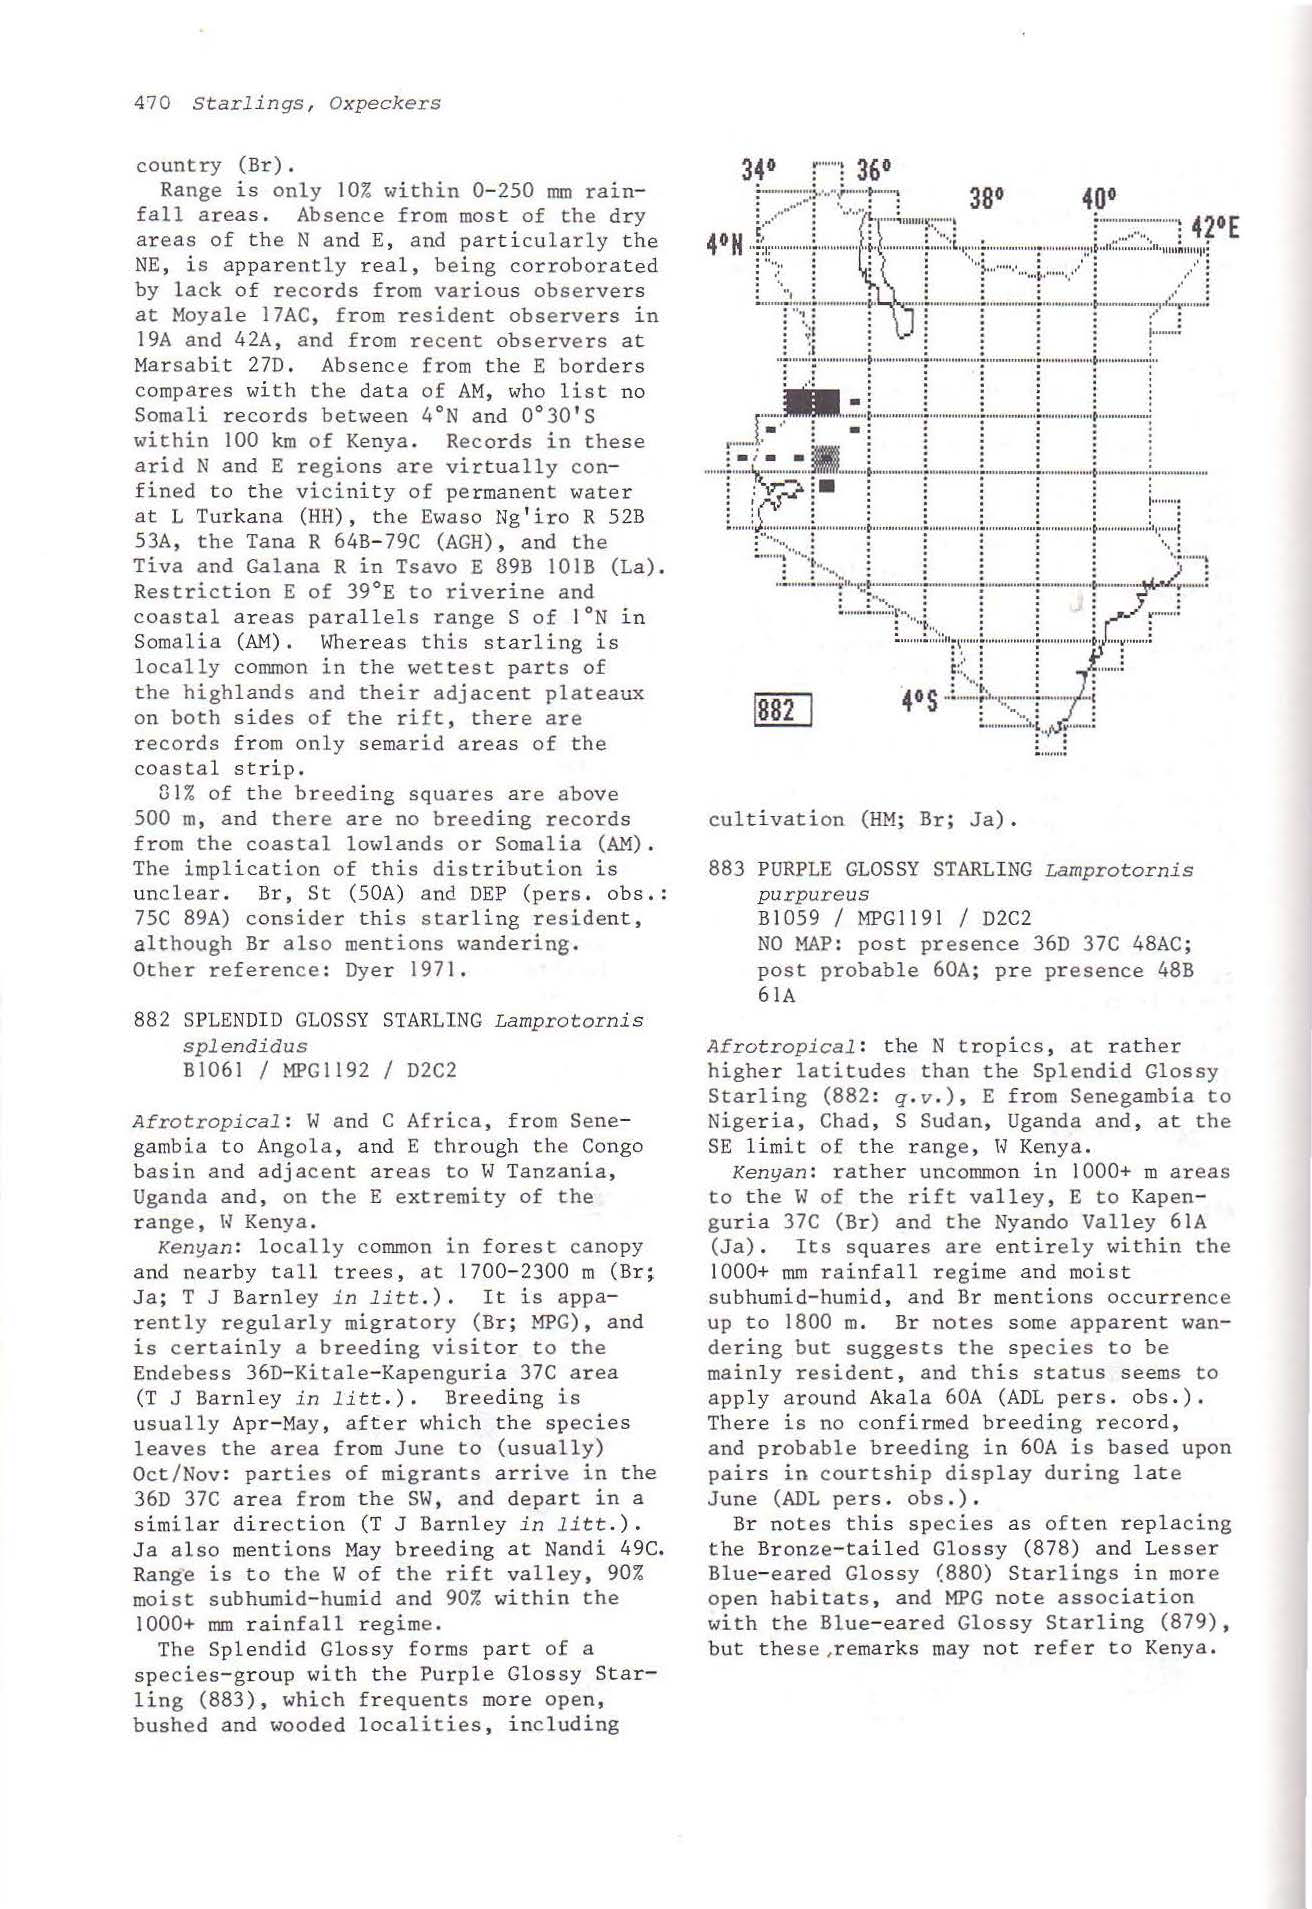 470 Starlings, Oxpeckers
country (Br).
Range is only 10% within 0-250 mm rain-
fall areas. Absence from most of the dry
areas of the N and E, and particularly the
NE, is apparently real, being corroborated
by lack of records from various observers
at Moyale 17AC, from resident observers in
19A and 42A, and from recent observers at
Marsabit 27D. Absence from the E borders
compares with the data of AM, who list no
Somali records between 4°N and 0°30'S
within 100 km of Kenya. Records in these
arid N and E regions are virtually con-
fined to the vicinity of permanent water
at L Turkana (HH), the Ewaso Ng'iro R 52B
53A, the Tana R 64B-79C (AGH), and the
Tiva and Galana R in Tsavo E 89B 101B (La).
Restriction E of 39°E to riverine and
coastal areas parallels range S of 1°N in
Somalia (AM). Whereas this starling is
locally common in the wettest parts of
the highlands and their adjacent plateaux
on both sides of the rift, there are
records from only semarid areas of the
coastal strip.
81% of the breeding squares are above
500 m, and there are no breeding records
from the coastal lowlands or Somalia (AM).
The implication of this distribution is
unclear. Br, St (50A) and DEP (pers. obs.:
75C 89A) consider this starling resident,
although Br also mentions wandering.
Other reference: Dyer 1971.
882 SPLENDID GLOSSY STARLING Lamprotornis
splendidus
B1061 / MPG1192 / D2C2
Afrotropical: W and C Africa, from Sene-
gambia to Angola, and E through the Congo
basin and adjacent areas to W Tanzania,
Uganda and, on the E extremity of the
range, W Kenya.
Kenyan: locally common in forest canopy
and nearby tall trees, at 1700-2300 m (Br;
Ja; T J Barnley in litt.). It is appa-
rently regularly migratory (Br; MPG), and
is certainly a breeding visitor to the
Endebess 36D-Kitale-Kapenguria 37C area
(T J Barnley in litt.). Breeding is
usually Apr-May, after which the species
leaves the area from June to (usually)
Oct/Nov: parties of migrants arrive in the
36D 37C area from the SW, and depart in a
similar direction (T J Barnley in litt.).
Ja also mentions May breeding at Nandi 49C.
Range is to the W of the rift valley, 90%
moist subhumid-humid and 90% within the
1000+ mm rainfall regime.
The Splendid Glossy forms part of a
species-group with the Purple Glossy Star-
ling (883), which frequents more open,
bushed and wooded localities, including
34° 36°
38° 40°
42°E
4°N
4°S
882
cultivation (HM; Br; Ja).
883 PURPLE GLOSSY STARLING Lamprotornis
purpureus
B1059 / MPG1191 / D2C2
NO MAP: post presence 36D 37C 48AC;
post probable 60A; pre presence 48B
61A
Afrotropical: the N tropics, at rather
higher latitudes than the Splendid Glossy
Starling (882: q.v.), E from Senegambia to
Nigeria, Chad, S Sudan, Uganda and, at the
SE limit of the range, W Kenya.
Kenyan: rather uncommon in 1000+ m areas
to the W of the rift valley, E to Kapen-
guria 37C (Br) and the Nyando Valley 61A
(Ja). Its squares are entirely within the
1000+ mm rainfall regime and moist
subhumid-humid, and Br mentions occurrence
up to 1800 m. Br notes some apparent wan-
dering but suggests the species to be
mainly resident, and this status seems to
apply around Akala 60A (ADL pers. obs.).
There is no confirmed breeding record,
and probable breeding in 60A is based upon
pairs in courtship display during late
June (ADL pers. obs.).
Br notes this species as often replacing
the Bronze-tailed Glossy (878) and Lesser
Blue-eared Glossy (880) Starlings in more
open habitats, and MPG note association
with the Blue-eared Glossy Starling (879),
but these remarks may not refer to Kenya.